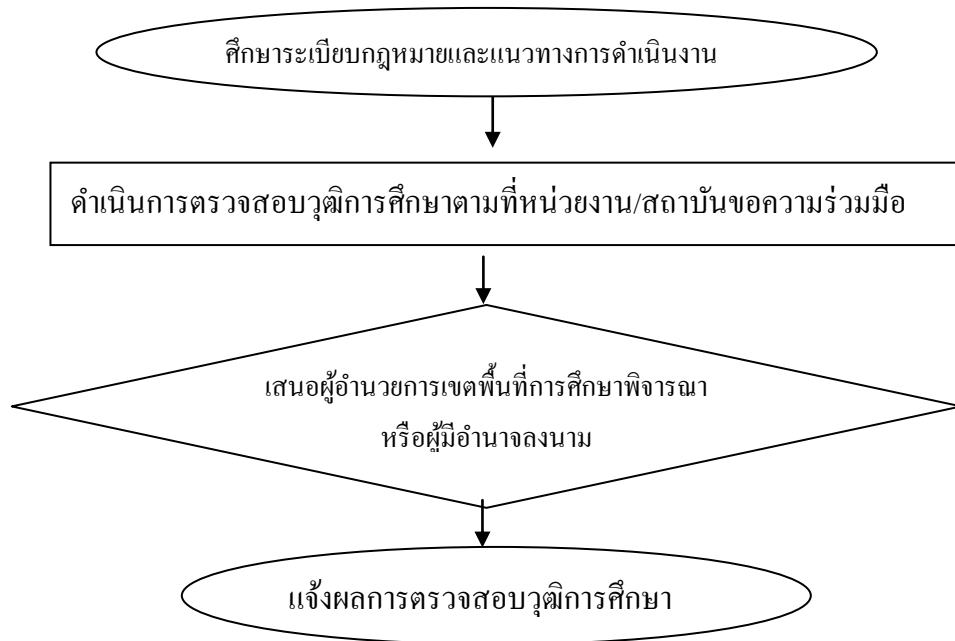 ศึกษาระเบียบกฎหมายและแนวทางการดำเนินงาน
ดำเนินการตรวจสอบวุฒิการศึกษาตามที่หน่วยงาน/สถาบันขอความร่วมมือ
เสนอผู้อำนวยการเขตพื้นที่การศึกษาพิจารณา
หรือผู้มีอำนาจลงนาม
แจ้งผลการตรวจสอบวุฒิการศึกษา